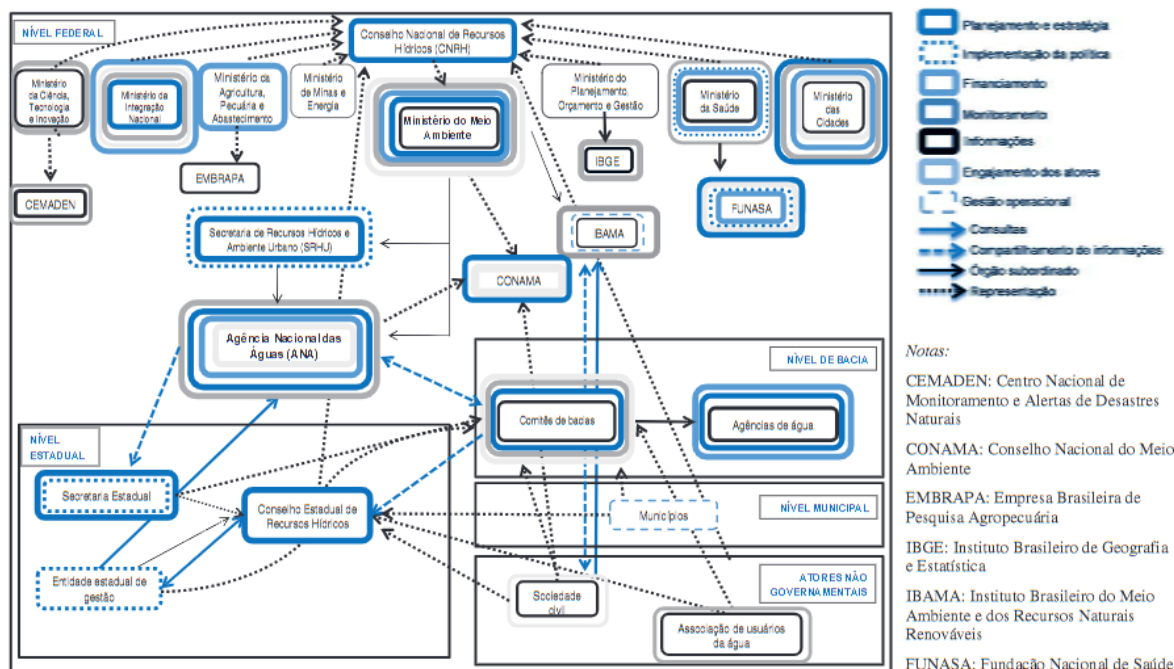 NÍVEL FEDERAL
Conselho Nacional de Recursos
Hídricos (CNRH)
Ministério
da Ciência,
Tecnologia
e Inovação
Ministério da
Integração
Nacional
Ministério da
Agricultura,
Pecuária e
Abastecimento
Ministério
de Minas e
Energia
Ministério do Meio
Ambiente
Ministério do
Planejamento,
Orçamento e Gestão
Ministério
da Saúde
Ministério
das
Cidades
CEMADEN
EMBRAPA
IBGE
FUNASA
Secretaria de Recursos Hídricos e
Ambiente Urbano (SRHJ)
IBAMA
CONAMA
Agência Nacional das
Águas (ANA)
NÍVEL DE BACIA
Comitês de bacias
Agências de água
NÍVEL
ESTADUAL
Secretaria Estadual
Conselho Estadual de
Recursos Hídricos
Entidade estadual de
gestão
Municípios
NÍVEL MUNICIPAL
ATORES NÃO
GOVERNAMENTAIS
Sociedade
civil
Associação de usuários
da água
Planejamento e estratégia
Implementação da política
Financiamento
Monitoramento
Informações
Engajamento dos atores
Gestão operacional
Consultas
Compartilhamento de informações
Órgão subordinado
Representação
Notas:
CEMADEN: Centro Nacional de
Monitoramento e Alertas de Desastres
Naturais
CONAMA: Conselho Nacional do Meio
Ambiente
EMBRAPA: Empresa Brasileira de
Pesquisa Agropecuária
IBGE: Instituto Brasileiro de Geografia
e Estatística
IBAMA: Instituto Brasileiro do Meio
Ambiente e dos Recursos Naturais
Renováveis
FUNASA: Fundação Nacional de Saúde